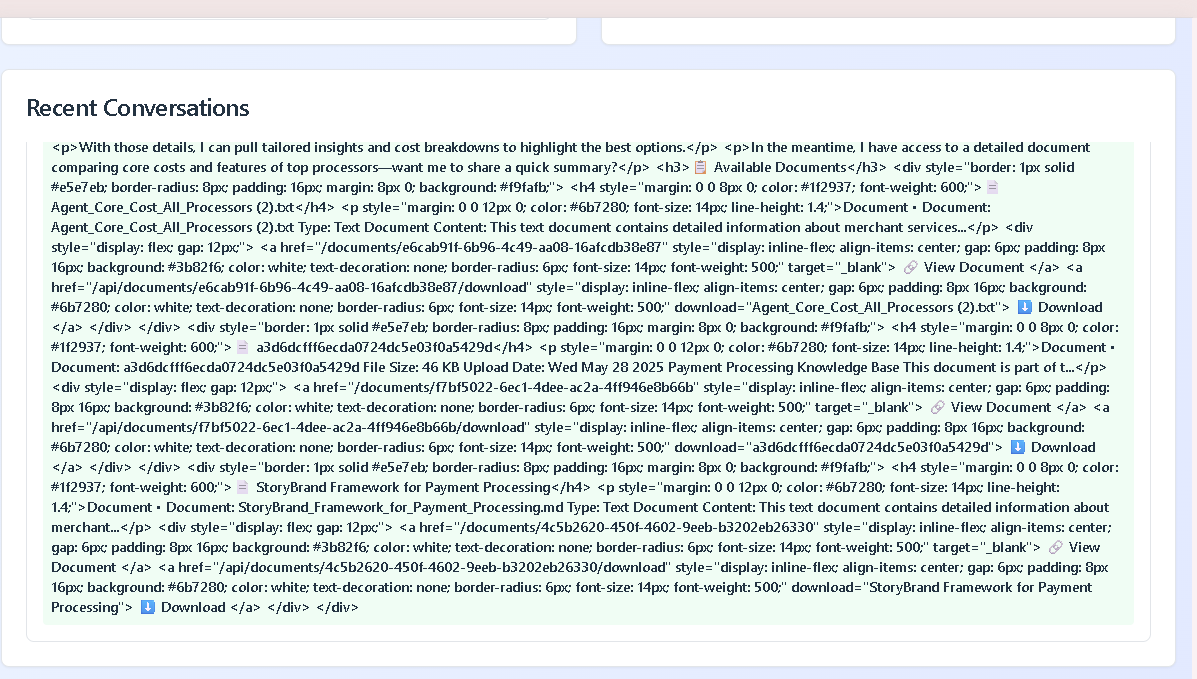 Recent Conversations
<p>With those details, I can pull tailored insights and cost breakdowns to highlight the best options.</p> <p>In the meantime, I have access to a detailed document
comparing core costs and features of top processors—want me to share a quick summary?</p> <h3> 📋 Available Documents</h3> <div style="border: 1px solid
#e5e7eb; border-radius: 8px; padding: 16px; margin: 8px 0; background: #f9fafb;"> <h4 style="margin: 0 0 8px 0; color: #1f2937; font-weight: 600;"> 📄
Agent_Core_Cost_All_Processors (2).txt</h4> <p style="margin: 0 0 12px 0; color: #6b7280; font-size: 14px; line-height: 1.4;">Document • Document:
Agent_Core_Cost_All_Processors (2).txt Type: Text Document Content: This text document contains detailed information about merchant services...</p> <div
style="display: flex; gap: 12px;"> <a href="/documents/e6cab91f-6b96-4c49-aa08-16afcdb38e87" style="display: inline-flex; align-items: center; gap: 6px; padding: 8px
16px; background: #3b82f6; color: white; text-decoration: none; border-radius: 6px; font-size: 14px; font-weight: 500;" target="_blank"> 🔗 View Document </a> <a
href="/api/documents/e6cab91f-6b96-4c49-aa08-16afcdb38e87/download" style="display: inline-flex; align-items: center; gap: 6px; padding: 8px 16px; background:
#6b7280; color: white; text-decoration: none; border-radius: 6px; font-size: 14px; font-weight: 500;" download="Agent_Core_Cost_All_Processors (2).txt"> ⬇️ Download
</a> </div> </div> <div style="border: 1px solid #e5e7eb; border-radius: 8px; padding: 16px; margin: 8px 0; background: #f9fafb;"> <h4 style="margin: 0 0 8px 0; color:
#1f2937; font-weight: 600;"> 📄 a3d6dcfff6ecda0724dc5e03f0a5429d</h4> <p style="margin: 0 0 12px 0; color: #6b7280; font-size: 14px; line-height: 1.4;">Document •
Document: a3d6dcfff6ecda0724dc5e03f0a5429d File Size: 46 KB Upload Date: Wed May 28 2025 Payment Processing Knowledge Base This document is part of t...</p>
<div style="display: flex; gap: 12px;"> <a href="/documents/f7bf5022-6ec1-4dee-ac2a-4ff946e8b66b" style="display: inline-flex; align-items: center; gap: 6px; padding:
8px 16px; background: #3b82f6; color: white; text-decoration: none; border-radius: 6px; font-size: 14px; font-weight: 500;" target="_blank"> 🔗 View Document </a> <a
href="/api/documents/f7bf5022-6ec1-4dee-ac2a-4ff946e8b66b/download" style="display: inline-flex; align-items: center; gap: 6px; padding: 8px 16px; background:
#6b7280; color: white; text-decoration: none; border-radius: 6px; font-size: 14px; font-weight: 500;" download="a3d6dcfff6ecda0724dc5e03f0a5429d"> ⬇️ Download
</a> </div> </div> <div style="border: 1px solid #e5e7eb; border-radius: 8px; padding: 16px; margin: 8px 0; background: #f9fafb;"> <h4 style="margin: 0 0 8px 0; color:
#1f2937; font-weight: 600;"> 📄 StoryBrand Framework for Payment Processing</h4> <p style="margin: 0 0 12px 0; color: #6b7280; font-size: 14px; line-height:
1.4;">Document • Document: StoryBrand_Framework_for_Payment_Processing.md Type: Text Document Content: This text document contains detailed information about
merchant...</p> <div style="display: flex; gap: 12px;"> <a href="/documents/4c5b2620-450f-4602-9eeb-b3202eb26330" style="display: inline-flex; align-items: center;
gap: 6px; padding: 8px 16px; background: #3b82f6; color: white; text-decoration: none; border-radius: 6px; font-size: 14px; font-weight: 500;" target="_blank"> 🔗 View
Document </a> <a href="/api/documents/4c5b2620-450f-4602-9eeb-b3202eb26330/download" style="display: inline-flex; align-items: center; gap: 6px; padding: 8px
16px; background: #6b7280; color: white; text-decoration: none; border-radius: 6px; font-size: 14px; font-weight: 500;" download="StoryBrand Framework for Payment
Processing"> ⬇️ Download </a> </div> </div>